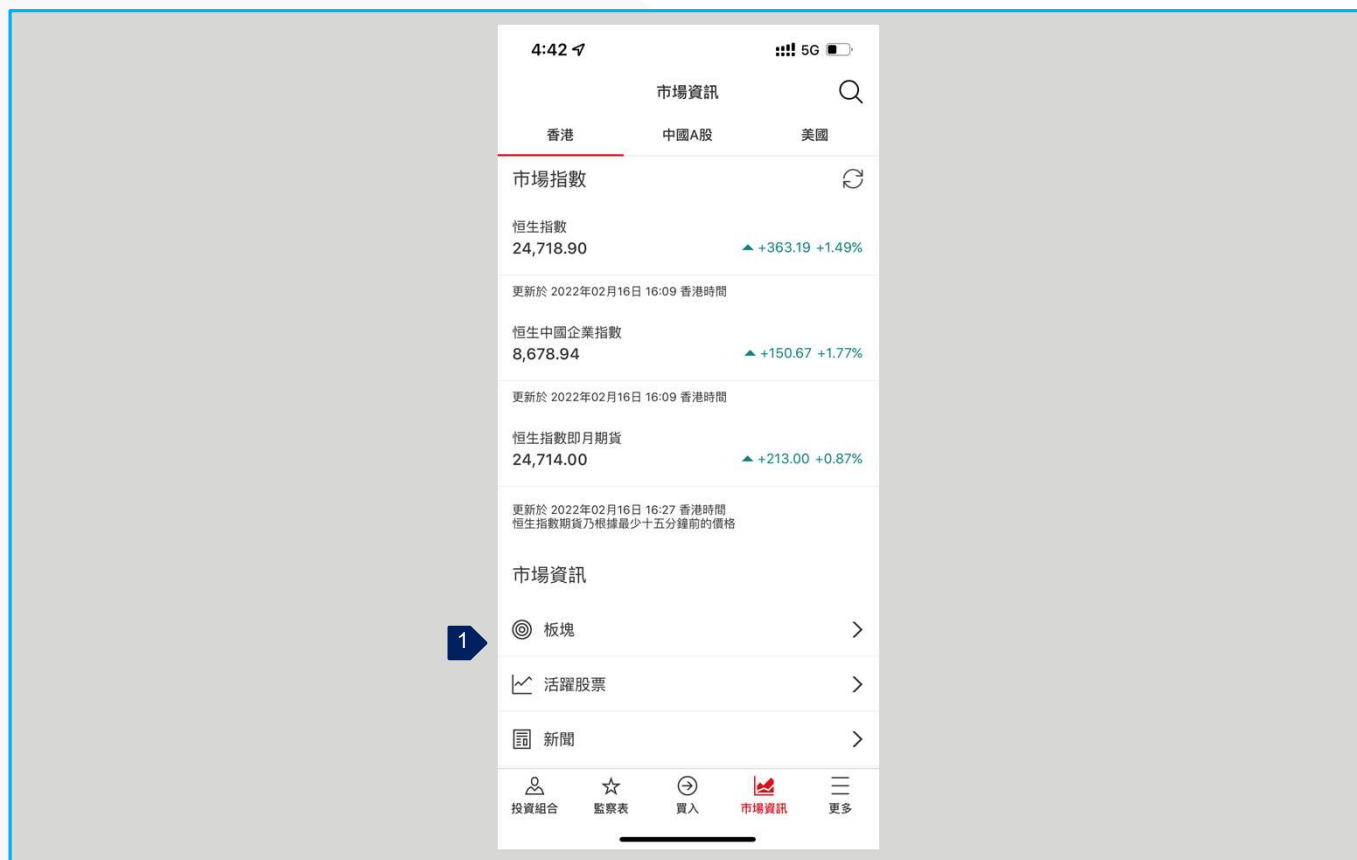 4:42 5G
市場資訊
香港 中國A股 美國
市場指數
恒生指數
24,718.90 +363.19 +1.49%
更新於 2022年02月16日 16:09 香港時間
恒生中國企業指數
8,678.94 +150.67 +1.77%
更新於 2022年02月16日 16:09 香港時間
恒生指數即月期貨
24,714.00 +213.00 +0.87%
更新於 2022年02月16日 16:27 香港時間
恒生指數期貨乃根據最少十五分鐘前的價格
市場資訊
1 板塊
活躍股票
新聞
投資組合 監察表 買入 市場資訊 更多